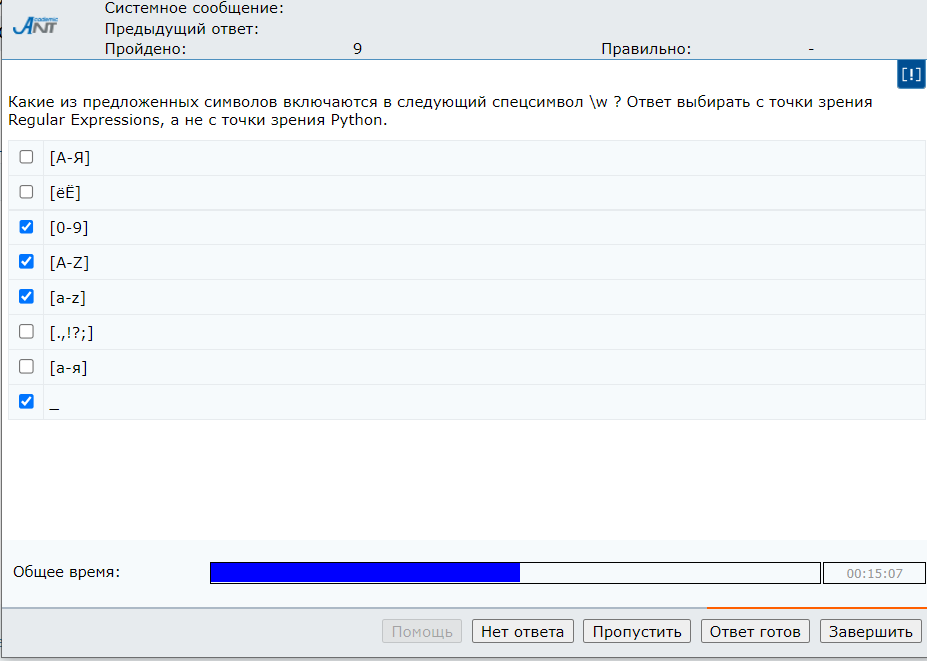 Academic
ANT
Системное сообщение:
Предыдущий ответ:
Пройдено: 9 Правильно: -
[!]
Какие из предложенных символов включаются в следующий спецсимвол \w ? Ответ выбирать с точки зрения
Regular Expressions, а не с точки зрения Python.
[А-Я]
[ёЁ]
[0-9]
[A-Z]
[a-z]
[.,!?;]
[а-я]
_
Общее время: 00:15:07
Помощь Нет ответа Пропустить Ответ готов Завершить